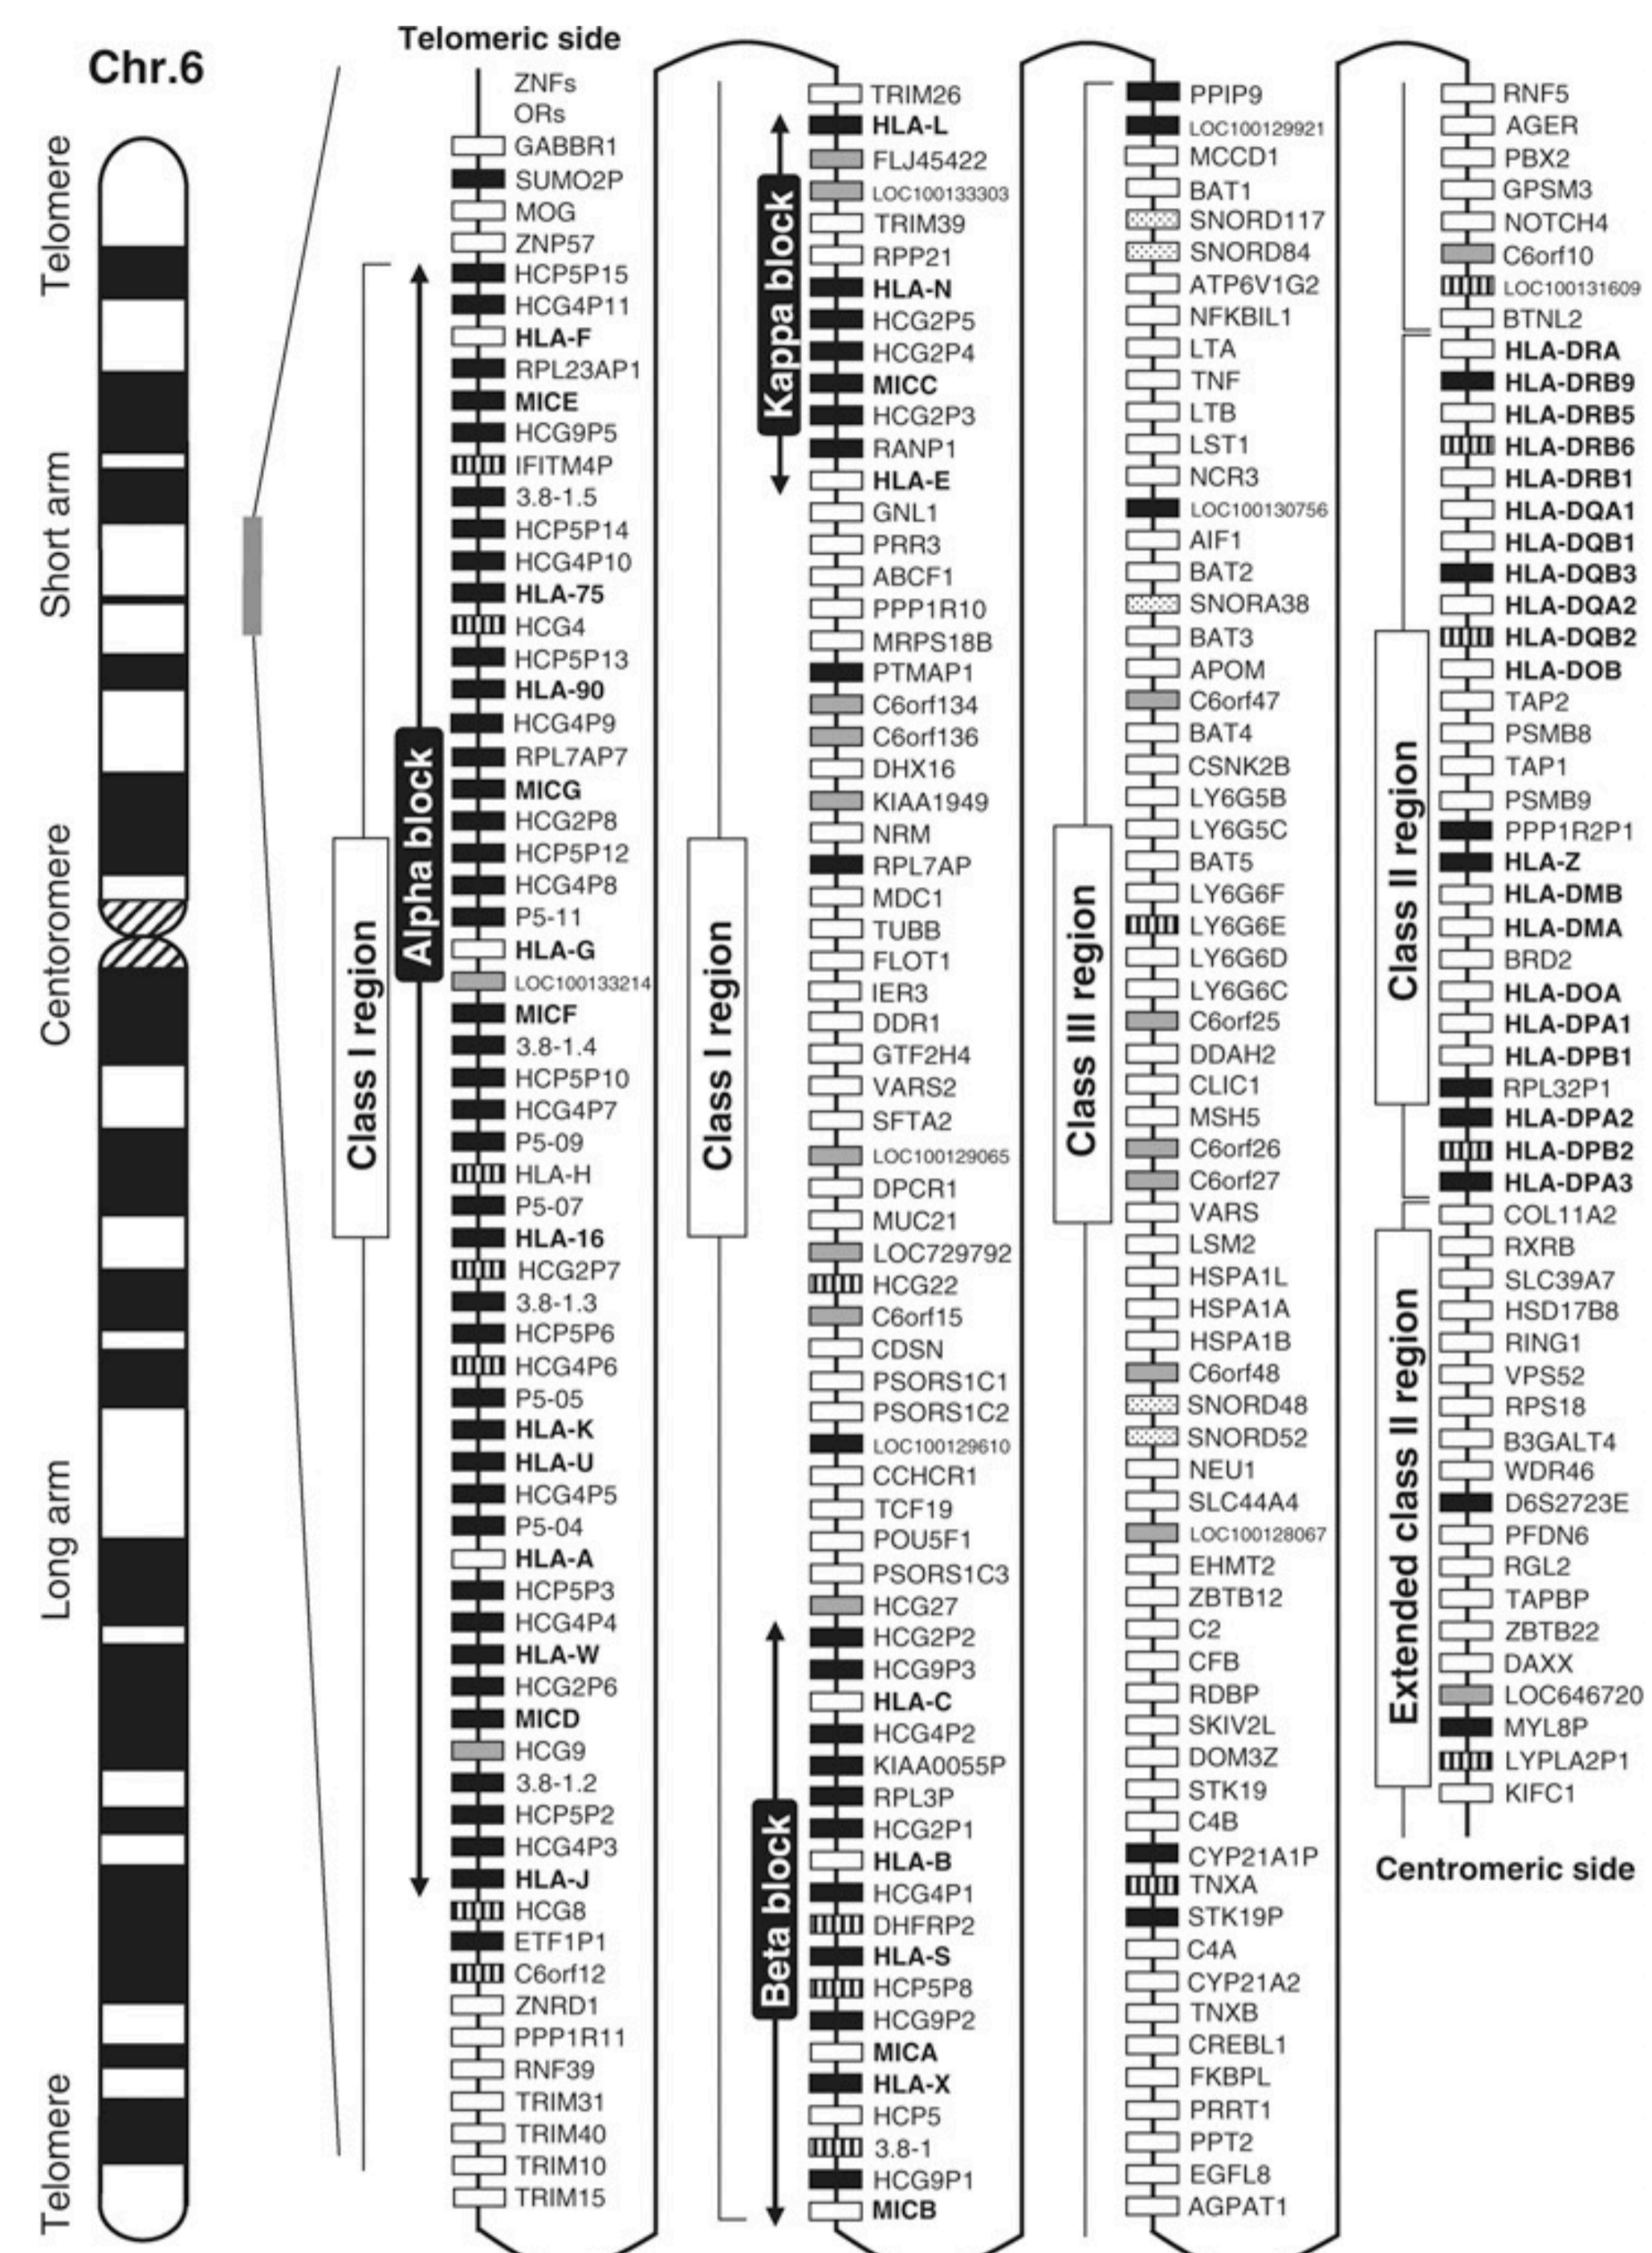 Chr.6
Telomere
Short arm
Centoromere
Long arm
Telomere
Telomeric side
ZNFs
ORs
GABBR1
SUMO2P
MOG
ZNP57
HCP5P15
HCG4P11
HLA-F
RPL23AP1
MICE
HCG9P5
IFITM4P
3.8-1.5
HCP5P14
HCG4P10
HLA-75
HCG4
HCP5P13
HLA-90
HCG4P9
RPL7AP7
MICG
HCG2P8
HCP5P12
HCG4P8
P5-11
HLA-G
LOC100133214
MICF
3.8-1.4
HCP5P10
HCG4P7
P5-09
HLA-H
P5-07
HLA-16
HCG2P7
3.8-1.3
HCP5P6
HCG4P6
P5-05
HLA-K
HLA-U
HCG4P5
P5-04
HLA-A
HCP5P3
HCG4P4
HLA-W
HCG2P6
MICD
HCG9
3.8-1.2
HCP5P2
HCG4P3
HLA-J
HCG8
ETF1P1
C6orf12
ZNRD1
PPP1R11
RNF39
TRIM31
TRIM40
TRIM10
TRIM15
Class I region
Alpha block
TRIM26
HLA-L
FLJ45422
LOC100133303
TRIM39
RPP21
HLA-N
HCG2P5
HCG2P4
MICC
HCG2P3
RANP1
HLA-E
GNL1
PRR3
ABCF1
PPP1R10
MRPS18B
PTMAP1
C6orf134
C6orf136
DHX16
KIAA1949
NRM
RPL7AP
MDC1
TUBB
FLOT1
IER3
DDR1
GTF2H4
VARS2
SFTA2
LOC100129065
DPCR1
MUC21
LOC729792
HCG22
C6orf15
CDSN
PSORS1C1
PSORS1C2
LOC100129610
CCHCR1
TCF19
POU5F1
PSORS1C3
HCG27
HCG2P2
HCG9P3
HLA-C
HCG4P2
KIAA0055P
RPL3P
HCG2P1
HLA-B
HCG4P1
DHFRP2
HLA-S
HCP5P8
HCG9P2
MICA
HLA-X
HCP5
3.8-1
HCG9P1
MICB
Class I region
Kappa block
Beta block
PPIP9
LOC100129921
MCCD1
BAT1
SNORD117
SNORD84
ATP6V1G2
NFKBIL1
LTA
TNF
LTB
LST1
NCR3
LOC100130756
AIF1
BAT2
SNORA38
BAT3
APOM
C6orf47
BAT4
CSNK2B
LY6G5B
LY6G5C
BAT5
LY6G6F
LY6G6E
LY6G6D
LY6G6C
C6orf25
DDAH2
CLIC1
MSH5
C6orf26
C6orf27
VARS
LSM2
HSPA1L
HSPA1A
HSPA1B
C6orf48
SNORD48
SNORD52
NEU1
SLC44A4
LOC100128067
EHMT2
ZBTB12
C2
CFB
RDBP
SKIV2L
DOM3Z
STK19
C4B
CYP21A1P
TNXA
STK19P
C4A
CYP21A2
TNXB
CREBL1
FKBPL
PRRT1
PPT2
EGFL8
AGPAT1
Class III region
RNF5
AGER
PBX2
GPSM3
NOTCH4
C6orf10
LOC100131609
BTNL2
HLA-DRA
HLA-DRB9
HLA-DRB5
HLA-DRB6
HLA-DRB1
HLA-DQA1
HLA-DQB1
HLA-DQB3
HLA-DQA2
HLA-DQB2
HLA-DOB
TAP2
PSMB8
TAP1
PSMB9
PPP1R2P1
HLA-Z
HLA-DMB
HLA-DMA
BRD2
HLA-DOA
HLA-DPA1
HLA-DPB1
RPL32P1
HLA-DPA2
HLA-DPB2
HLA-DPA3
COL11A2
RXRB
SLC39A7
HSD17B8
RING1
VPS52
RPS18
B3GALT4
WDR46
D6S2723E
PFDN6
RGL2
TAPBP
ZBTB22
DAXX
LOC646720
MYL8P
LYPLA2P1
KIFC1
Class II region
Extended class II region
Centromeric side